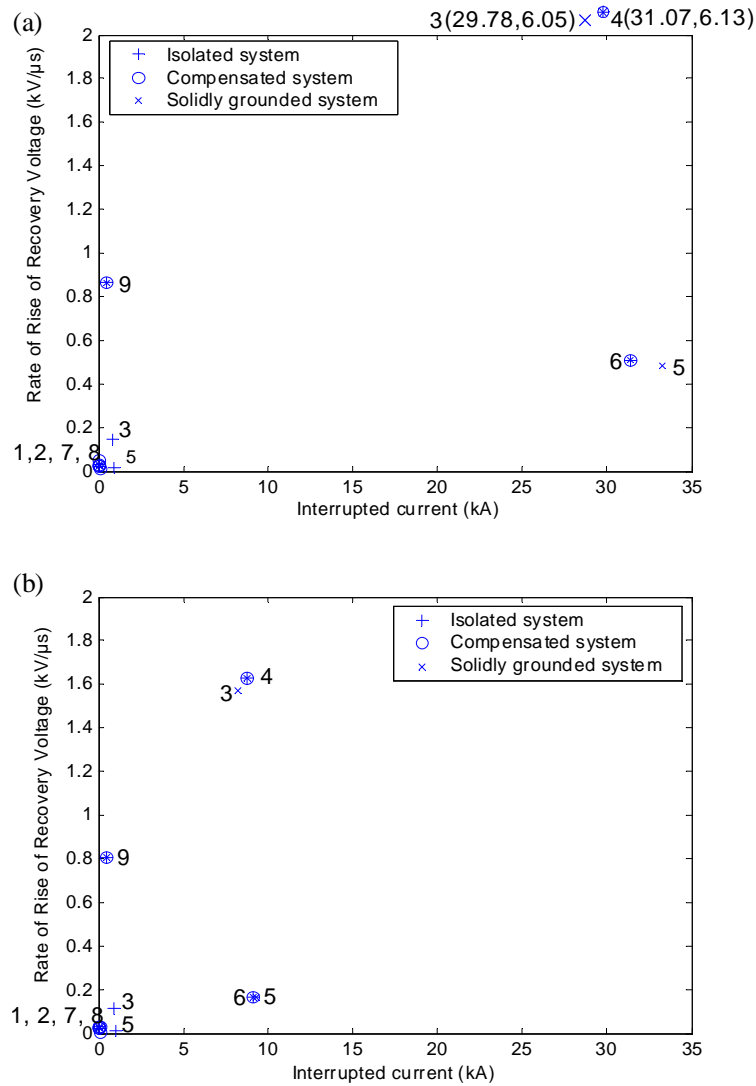 (a)
3(29.78,6.05)
4(31.07,6.13)
Isolated system
Compensated system
Solidly grounded system
Rate of Rise of Recovery Voltage (kV/µs)
2
1.8
1.6
1.4
1.2
1
0.8
0.6
0.4
0.2
0
9
6
5
3
1,2, 7, 8
5
0 5 10 15 20 25 30 35
Interrupted current (kA)
(b)
Isolated system
Compensated system
Solidly grounded system
Rate of Rise of Recovery Voltage (kV/µs)
2
1.8
1.6
1.4
1.2
1
0.8
0.6
0.4
0.2
0
3
4
9
3
6
5
1, 2, 7, 8
5
0 5 10 15 20 25 30 35
Interrupted current (kA)